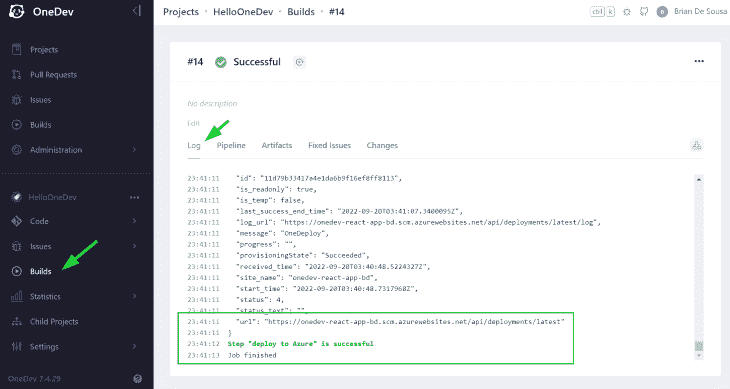 OneDev
Projects
Pull Requests
Issues
Builds
Administration
HelloOneDev
Code
Issues
Builds
Statistics
Child Projects
Settings
OneDev 7.4.29
Projects · HelloOneDev · Builds · #14
ctrl k
Brian De Sousa
#14 Successful
No description
Edit
Log Pipeline Artifacts Fixed Issues Changes
23:41:11 "id": "11d79b33417a4e1da6b9f16ef8ff8113",
23:41:11 "is_readonly": true,
23:41:11 "is_temp": false,
23:41:11 "last_success_end_time": "2022-09-20T03:41:07.3400095Z",
23:41:11 "log_url": "https://onedev-react-app-bd.scm.azurewebsites.net/api/deployments/latest/log",
23:41:11 "message": "OneDeploy",
23:41:11 "progress": "",
23:41:11 "provisioningState": "Succeeded",
23:41:11 "received_time": "2022-09-20T03:40:48.5224327Z",
23:41:11 "site_name": "onedev-react-app-bd",
23:41:11 "start_time": "2022-09-20T03:40:48.7317968Z",
23:41:11 "status": 4,
23:41:11 "status_text": "",
23:41:11 "url": "https://onedev-react-app-bd.scm.azurewebsites.net/api/deployments/latest"
23:41:11 }
23:41:12 Step "deploy to Azure" is successful
23:41:13 Job finished